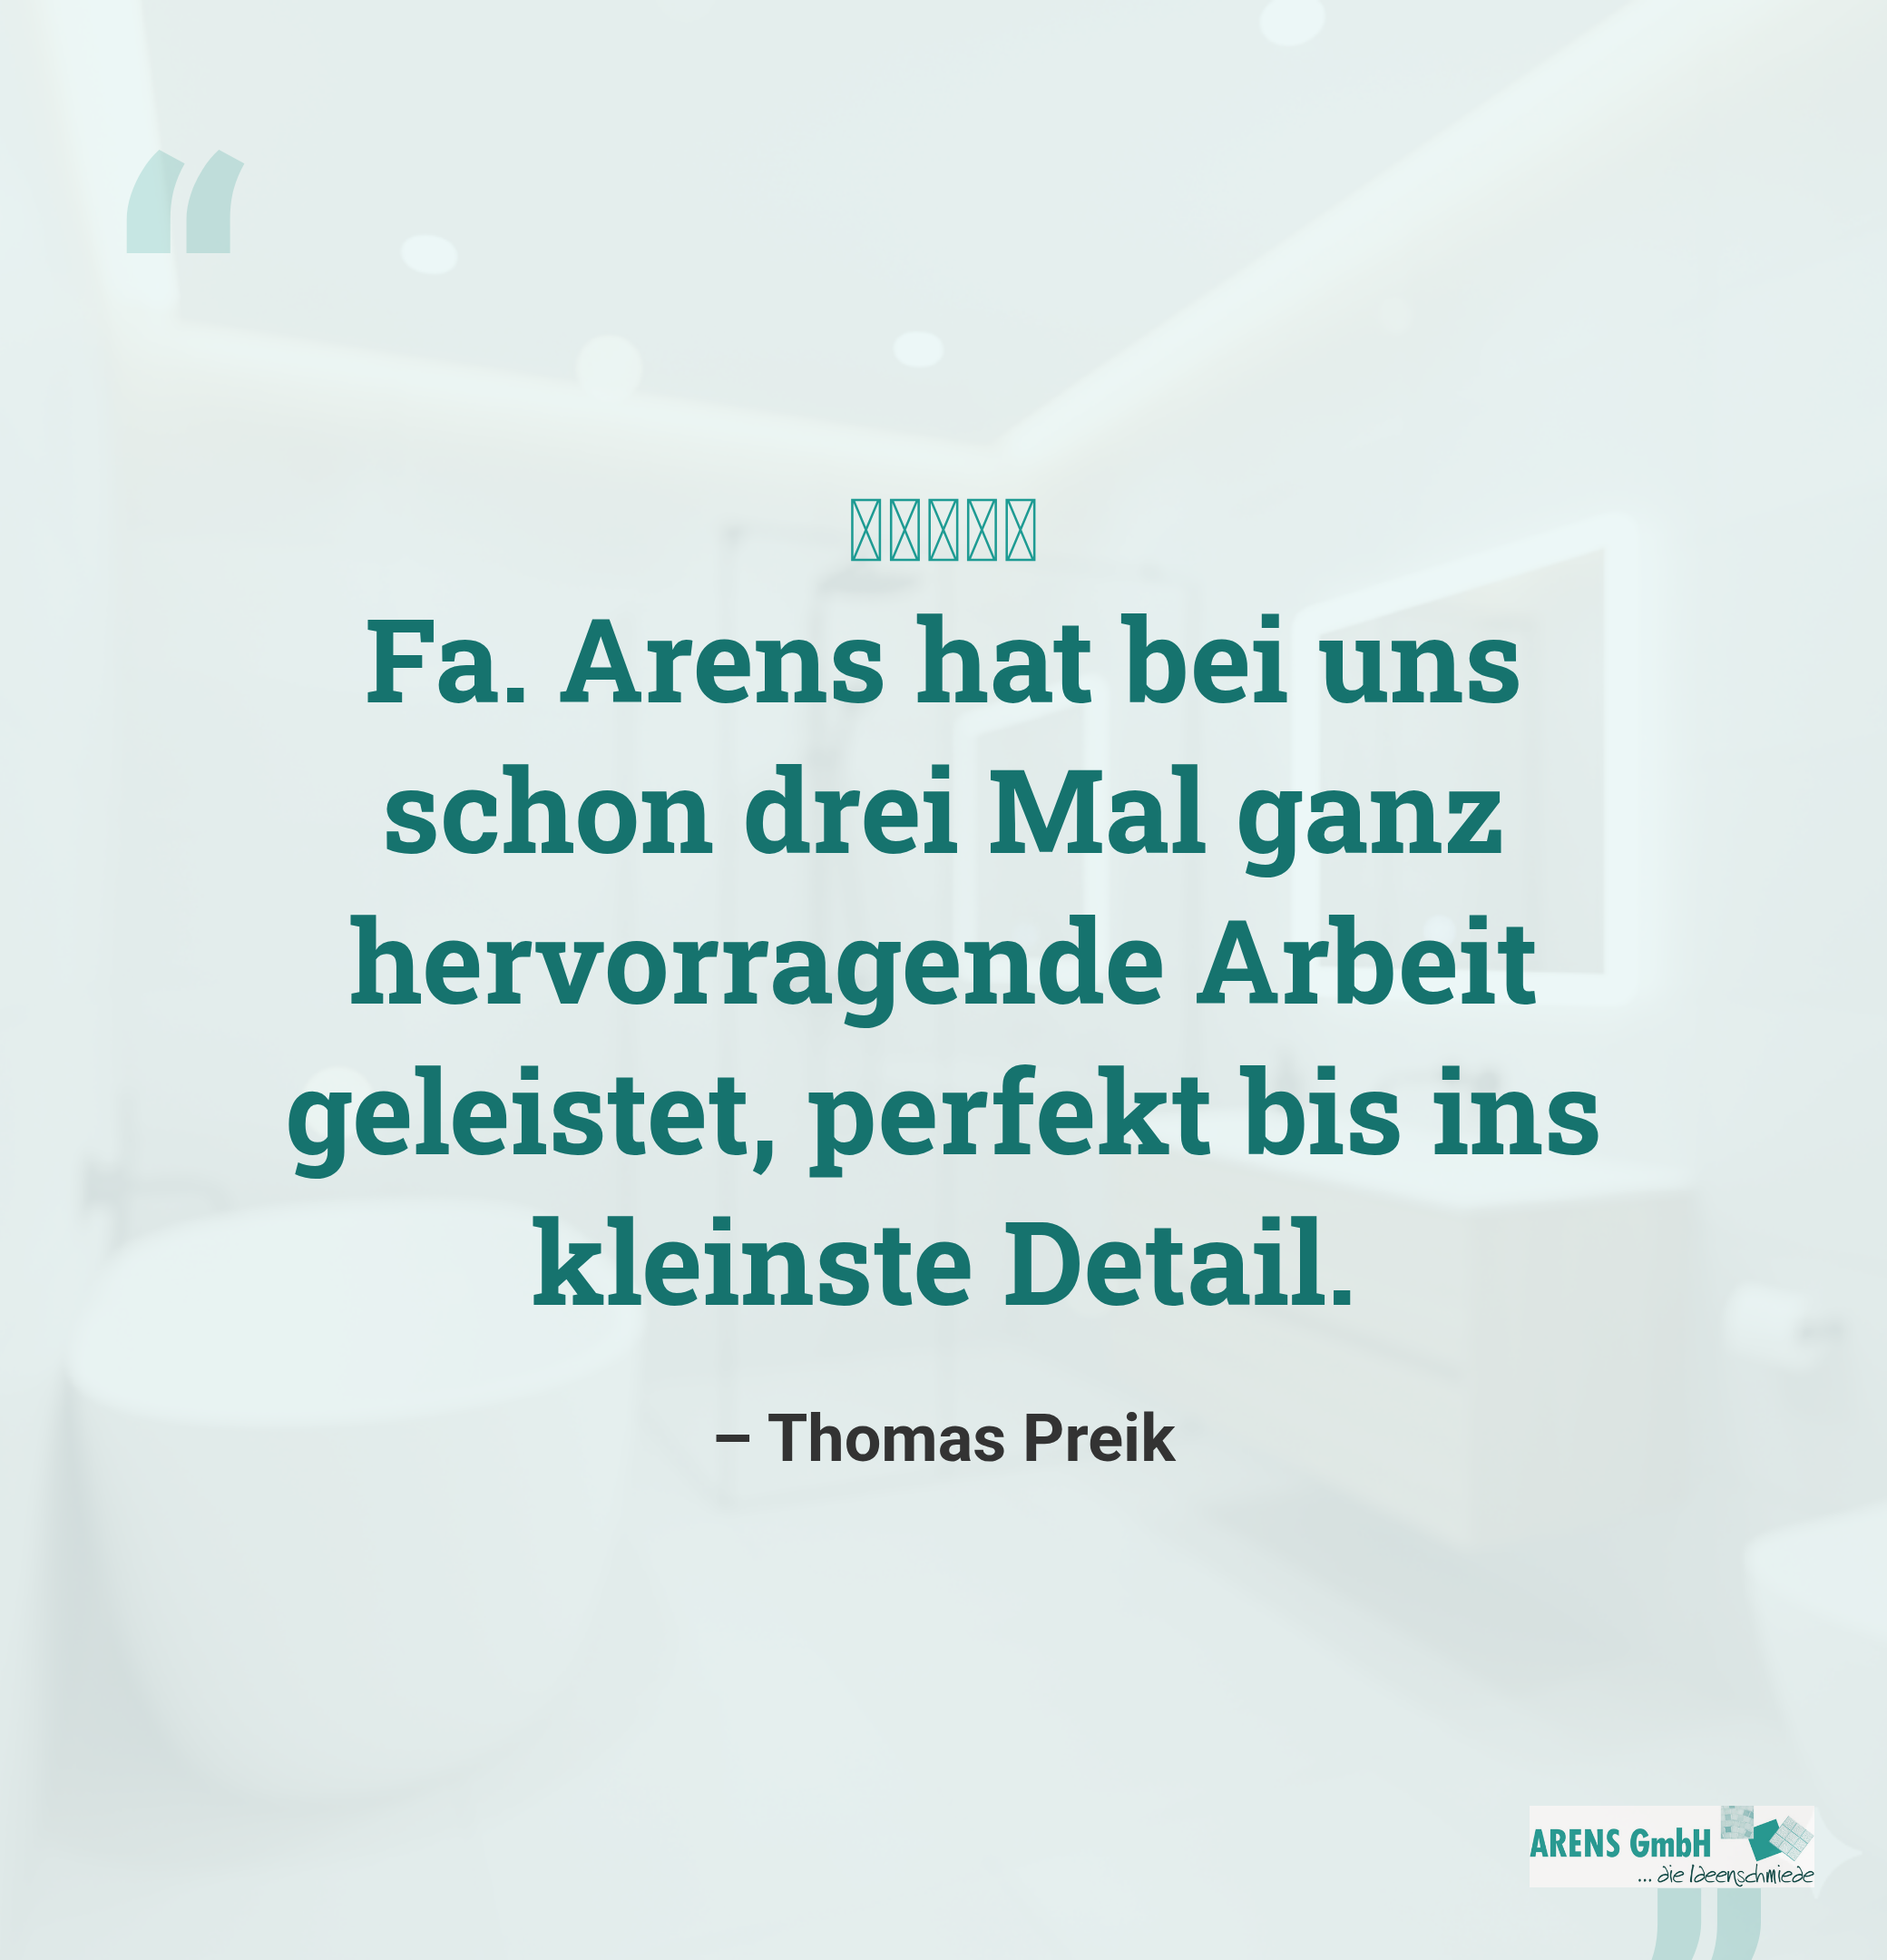 Fa. Arens hat bei uns
schon drei Mal ganz
hervorragende Arbeit
geleistet, perfekt bis ins
kleinste Detail.
– Thomas Preik
ARENS GmbH
... die Ideenschmiede